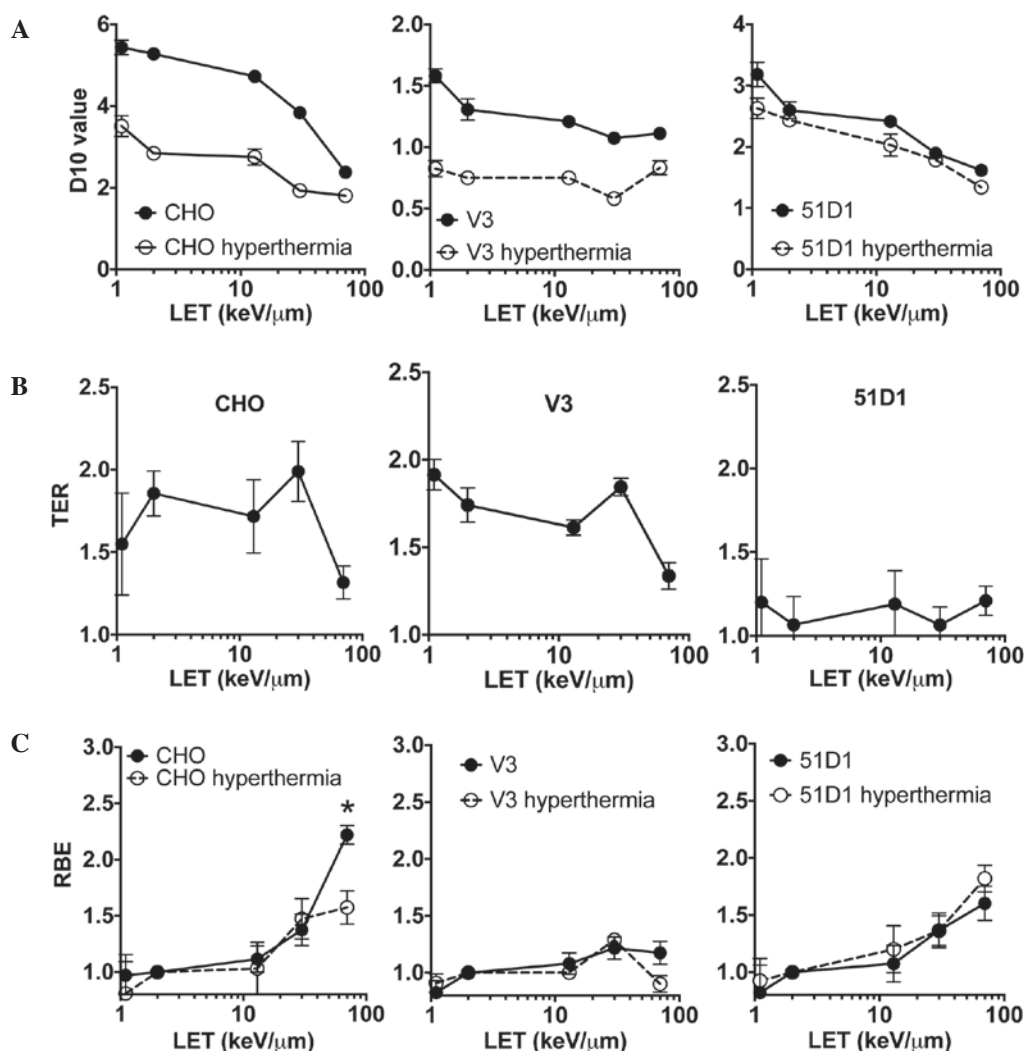 A
D10 value
6
4
2
0
CHO
CHO hyperthermia
1
10
100
LET (keV/μm)
2.0
1.5
1.0
0.5
0.0
V3
V3 hyperthermia
1
10
100
LET (keV/μm)
4
3
2
1
0
51D1
51D1 hyperthermia
1
10
100
LET (keV/μm)
B
TER
CHO
2.5
2.0
1.5
1.0
1
10
100
LET (keV/μm)
V3
2.5
2.0
1.5
1.0
1
10
100
LET (keV/μm)
51D1
2.5
2.0
1.5
1.0
1
10
100
LET (keV/μm)
C
RBE
3.0
2.5
2.0
1.5
1.0
CHO
CHO hyperthermia
*
1
10
100
LET (keV/μm)
3.0
2.5
2.0
1.5
1.0
V3
V3 hyperthermia
1
10
100
LET (keV/μm)
3.0
2.5
2.0
1.5
1.0
51D1
51D1 hyperthermia
1
10
100
LET (keV/μm)